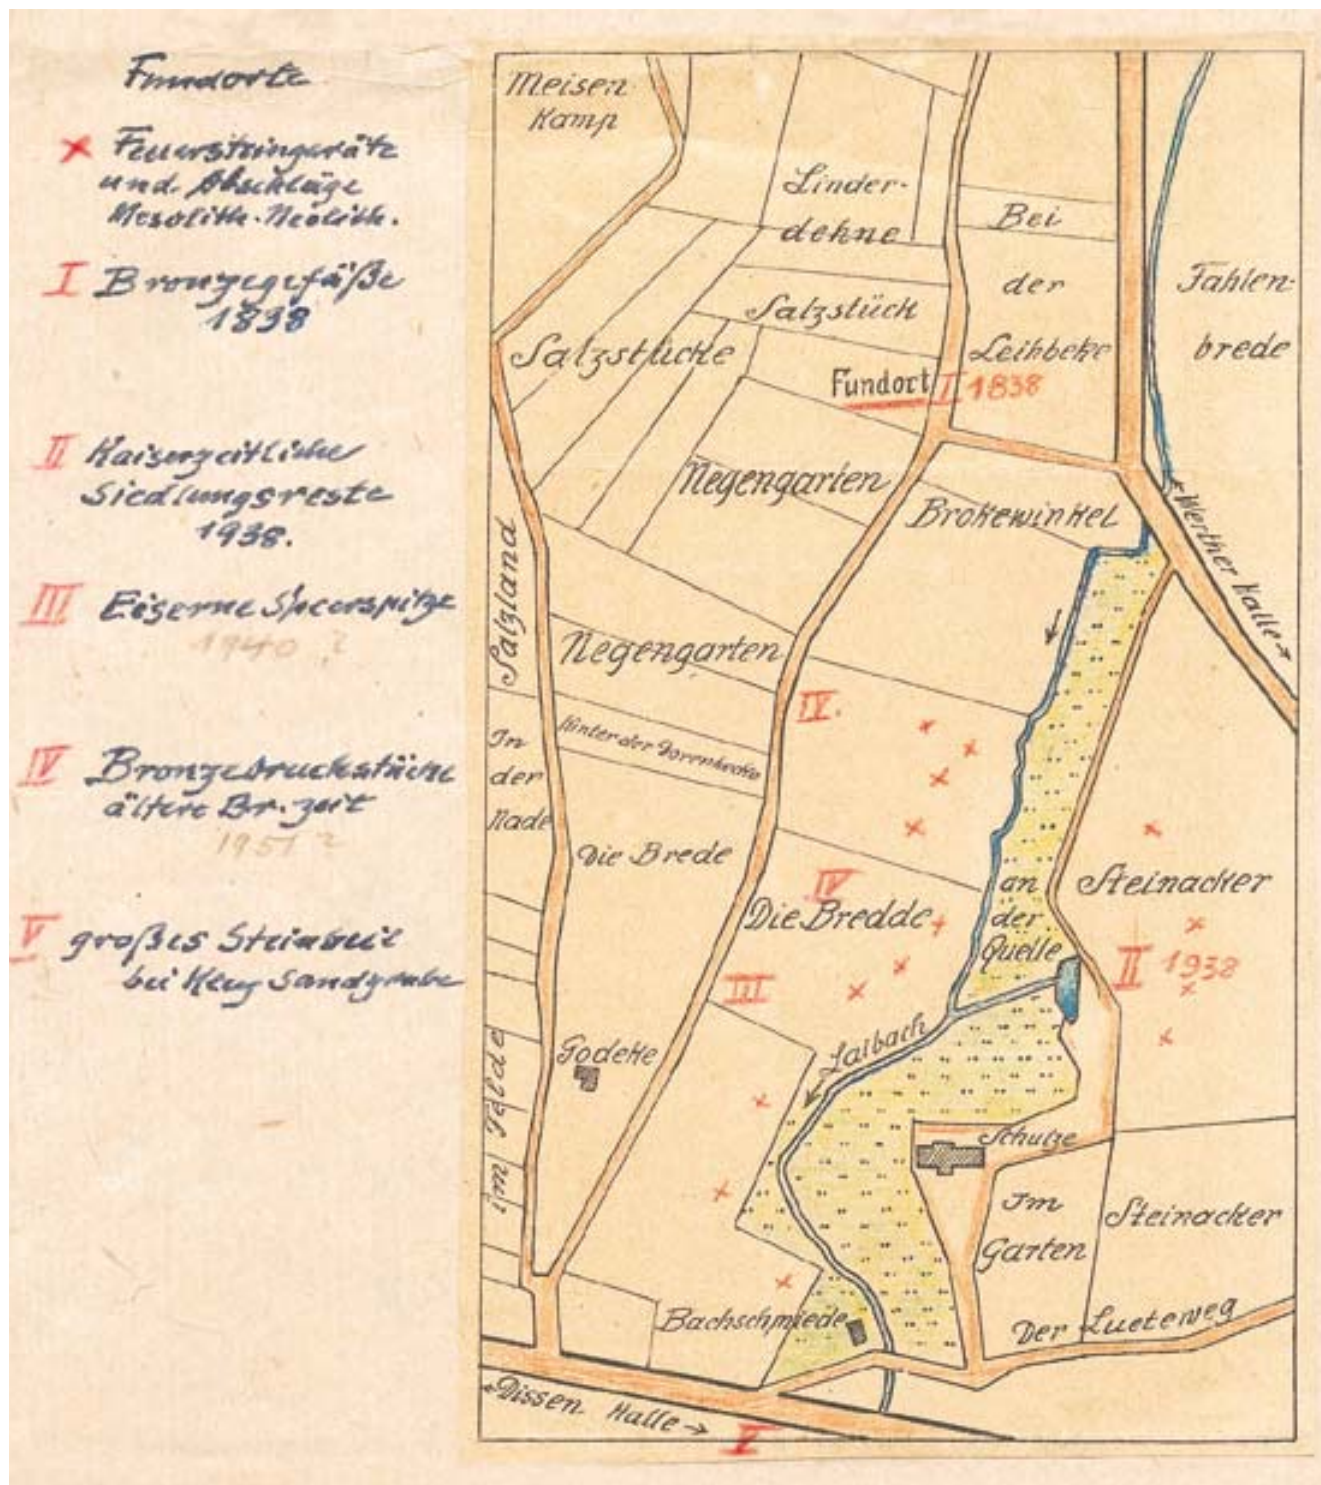 Fundorte
x Feuersteingeräte
und Abschläge
Mesolith-Neolith.
I Bronzegefäße
1838
II Kaiserzeitliche
Siedlungsreste
1938.
III Eiserne Speerspitze
1940 ?
IV Bronzebruchstücke
ältere Br. zeit
1951 ?
V großes Steinbeil
bei Sandgrube
Meisen
Kamp
Linder-
dehne
Bei
der
Leihbeke
Fahlen-
brede
Salzstück
Salzstücke
Fundort I 1838
Negengarten
Brokewinkel
← Werther Halle →
Salzland
Negengarten
IV.
Hinter der
In
der
Nade
Die Brede
IV
Die Bredde
an
der
Quelle
Steinacker
II 1938
III
Laibach
Godeke
im Felde
Schulze
Im
Garten
Steinacker
Bachschmiede
Der Lueteweg
← Dissen Halle →
V